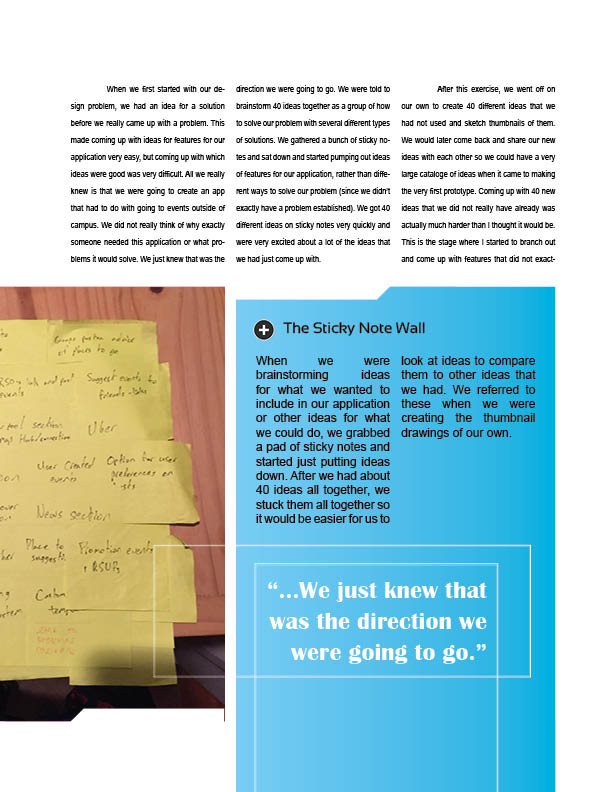 When we first started with our de-
sign problem, we had an idea for a solution
before we really came up with a problem. This
made coming up with ideas for features for our
application very easy, but coming up with which
ideas were good was very difficult. All we really
knew is that we were going to create an app
that had to do with going to events outside of
campus. We did not really think of why exactly
someone needed this application or what pro-
blems it would solve. We just knew that was the
direction we were going to go. We were told to
brainstorm 40 ideas together as a group of how
to solve our problem with several different types
of solutions. We gathered a bunch of sticky no-
tes and sat down and started pumping out ideas
of features for our application, rather than diffe-
rent ways to solve our problem (since we didn't
exactly have a problem established). We got 40
different ideas on sticky notes very quickly and
were very excited about a lot of the ideas that
we had just come up with.
After this exercise, we went off on
our own to create 40 different ideas that we
had not used and sketch thumbnails of them.
We would later come back and share our new
ideas with each other so we could have a very
large cataloge of ideas when it came to making
the very first prototype. Coming up with 40 new
ideas that we did not really have already was
actually much harder than I thought it would be.
This is the stage where I started to branch out
and come up with features that did not exact-
of places to go
events
Suggest events to
friends
section
Uber
User Created
events
Option for user
preferences on
News section
Place to
suggest
Promotion events
+ RSVPs
The Sticky Note Wall
When we were
brainstorming ideas
for what we wanted to
include in our application
or other ideas for what
we could do, we grabbed
a pad of sticky notes and
started just putting ideas
down. After we had about
40 ideas all together, we
stuck them all together so
it would be easier for us to
look at ideas to compare
them to other ideas that
we had. We referred to
these when we were
creating the thumbnail
drawings of our own.
“...We just knew that
was the direction we
were going to go.”